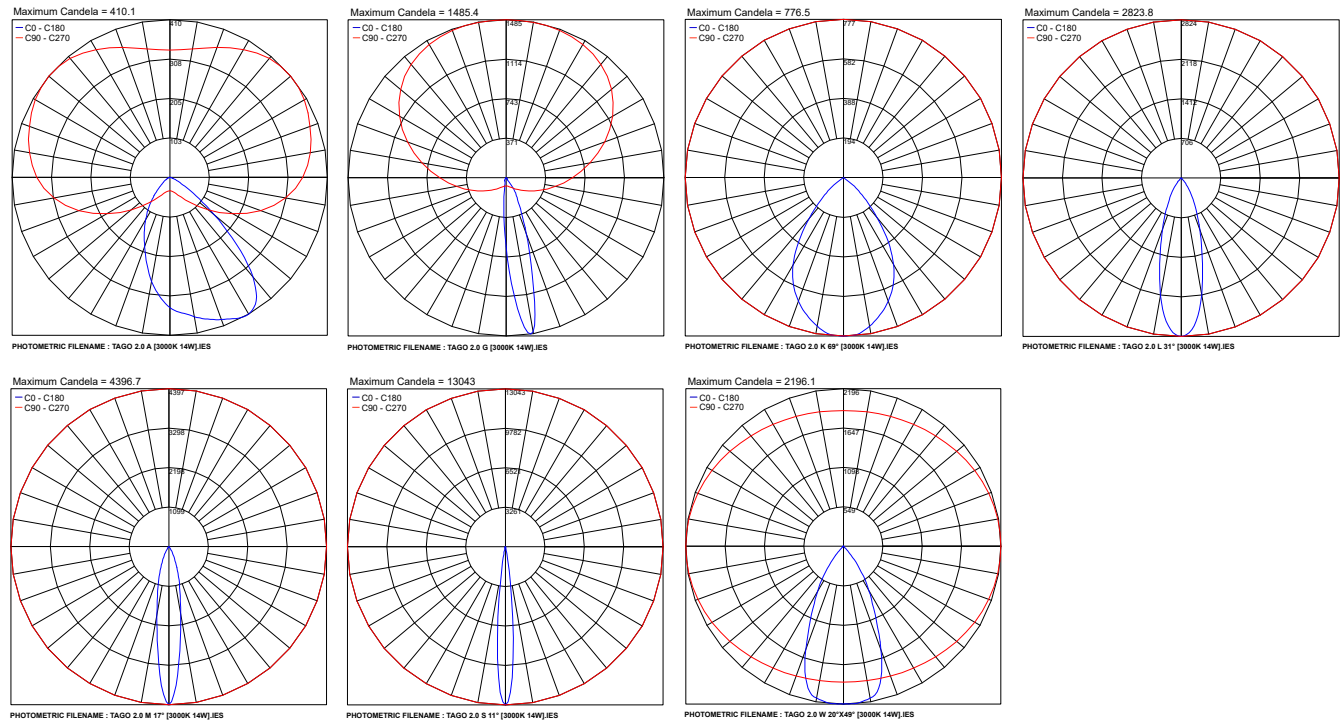 Maximum Candela = 410.1
C0 - C180
C90 - C270
410
308
205
103
PHOTOMETRIC FILENAME : TAGO 2.0 A [3000K 14W].IES
Maximum Candela = 1485.4
C0 - C180
C90 - C270
1485
1114
743
371
PHOTOMETRIC FILENAME : TAGO 2.0 G [3000K 14W].IES
Maximum Candela = 776.5
C0 - C180
C90 - C270
777
582
388
194
PHOTOMETRIC FILENAME : TAGO 2.0 K 69° [3000K 14W].IES
Maximum Candela = 2823.8
C0 - C180
C90 - C270
2824
2118
1412
706
PHOTOMETRIC FILENAME : TAGO 2.0 L 31° [3000K 14W].IES
Maximum Candela = 4396.7
C0 - C180
C90 - C270
4397
3298
2198
1099
PHOTOMETRIC FILENAME : TAGO 2.0 M 17° [3000K 14W].IES
Maximum Candela = 13043
C0 - C180
C90 - C270
13043
9782
6521
3261
PHOTOMETRIC FILENAME : TAGO 2.0 S 11° [3000K 14W].IES
Maximum Candela = 2196.1
C0 - C180
C90 - C270
2196
1647
1098
549
PHOTOMETRIC FILENAME : TAGO 2.0 W 20°X49° [3000K 14W].IES